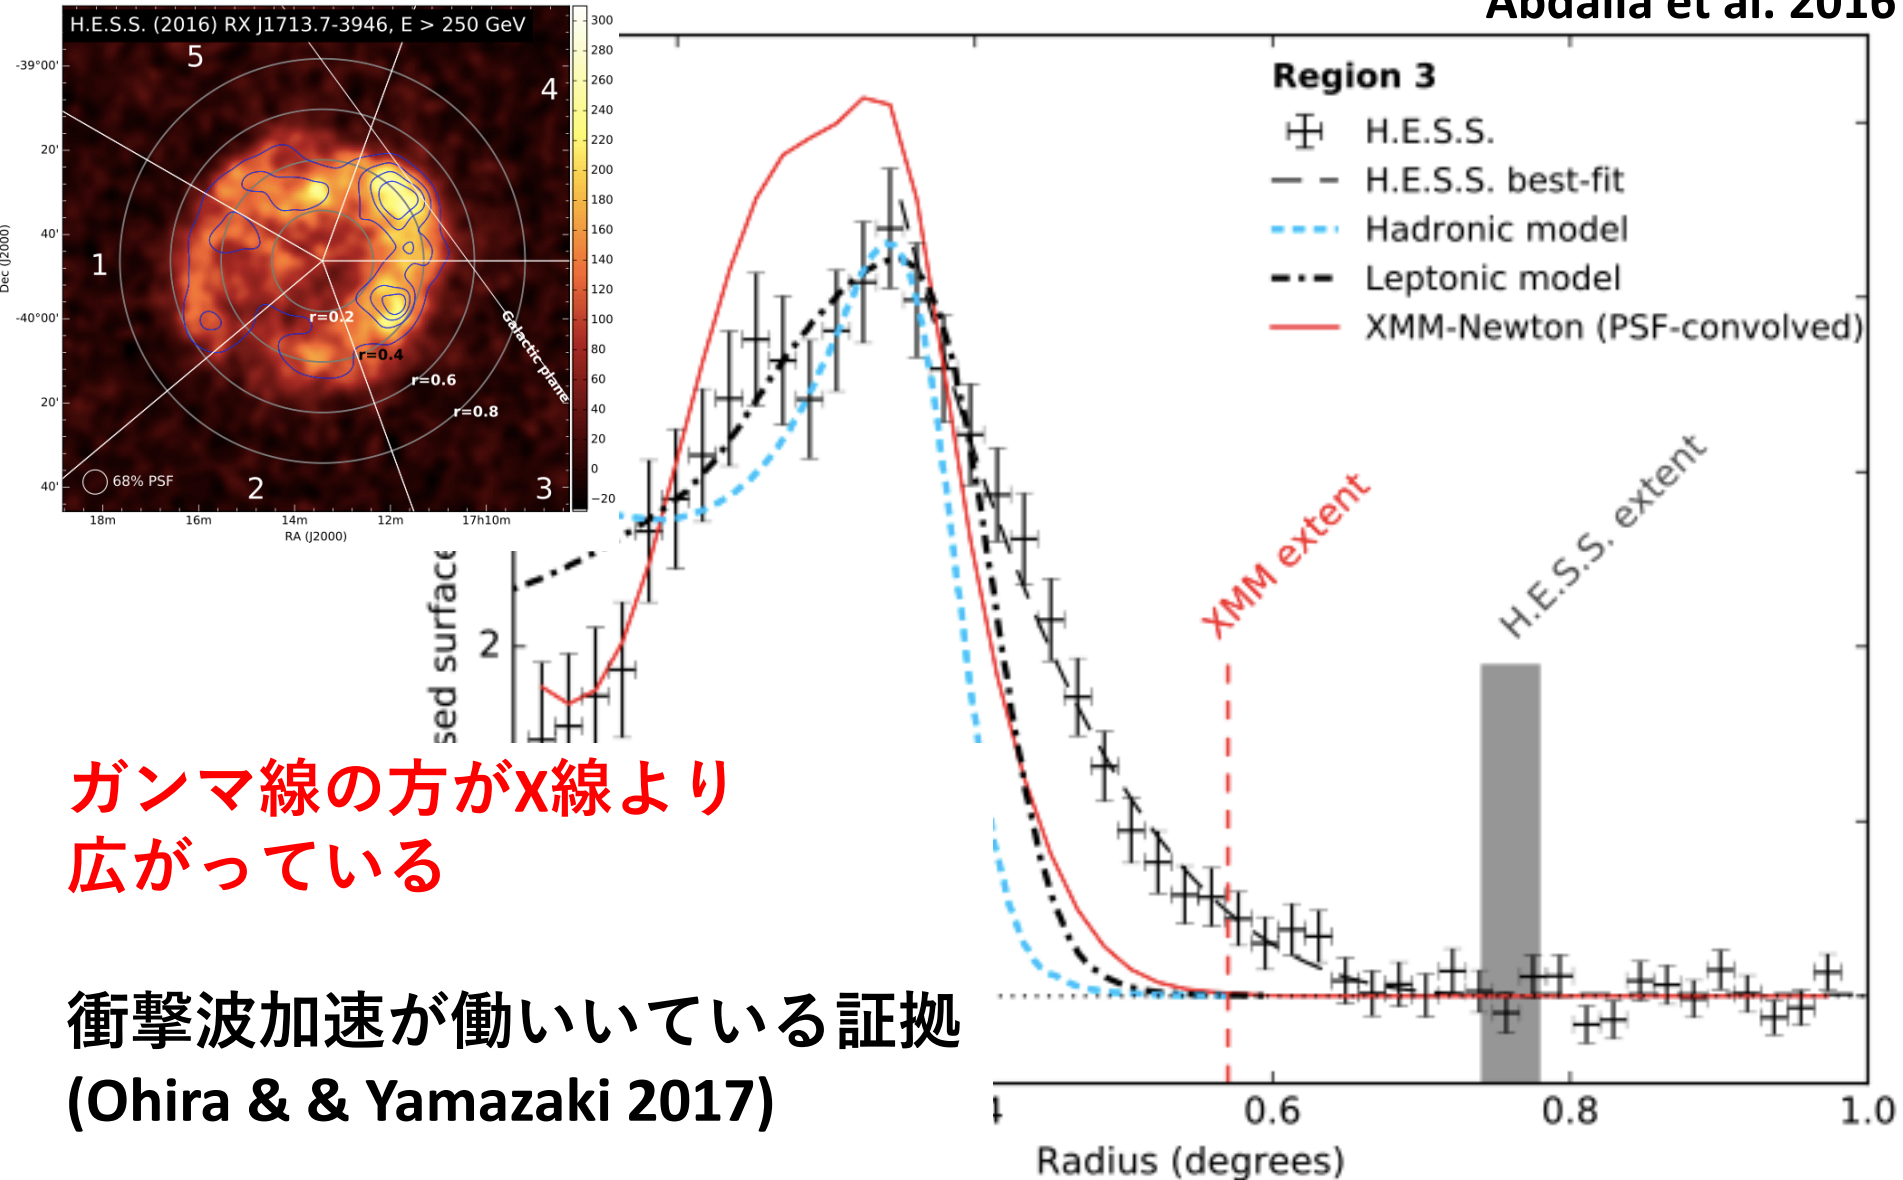 Abdalla et al. 2016
H.E.S.S. (2016) RX J1713.7-3946, E > 250 GeV
5
4
1
2
3
r=0.2
r=0.4
r=0.6
r=0.8
Galactic plane
68% PSF
-39°00'
20'
40'
-40°00'
20'
40'
Dec (J2000)
18m
16m
14m
12m
17h10m
RA (J2000)
300
280
260
240
220
200
180
160
140
120
100
80
60
40
20
0
−20
Region 3
H.E.S.S.
H.E.S.S. best-fit
Hadronic model
Leptonic model
XMM-Newton (PSF-convolved)
XMM extent
H.E.S.S. extent
sed surface
2
ガンマ線の方がX線より
広がっている
衝撃波加速が働いいている証拠
(Ohira & & Yamazaki 2017)
0.6
0.8
1.0
Radius (degrees)